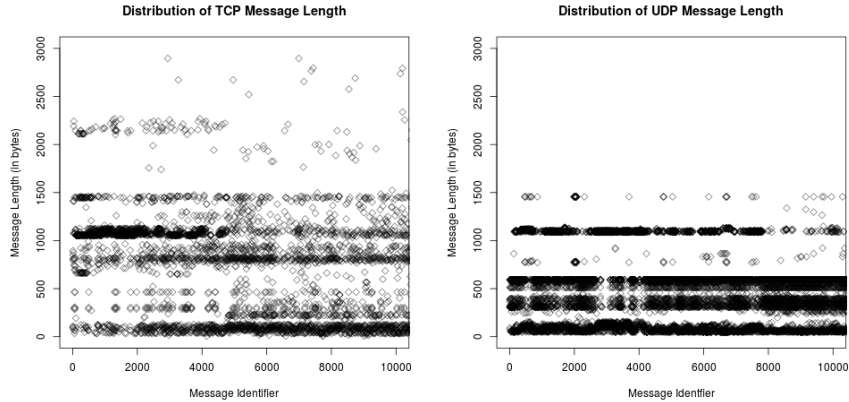 Distribution of TCP Message Length
Distribution of UDP Message Length
Message Length (in bytes)
3000
2500
2000
1500
1000
500
0
0 2000 4000 6000 8000 10000
Message Identifier
Message Length (in bytes)
3000
2500
2000
1500
1000
500
0
0 2000 4000 6000 8000 10000
Message Identifier